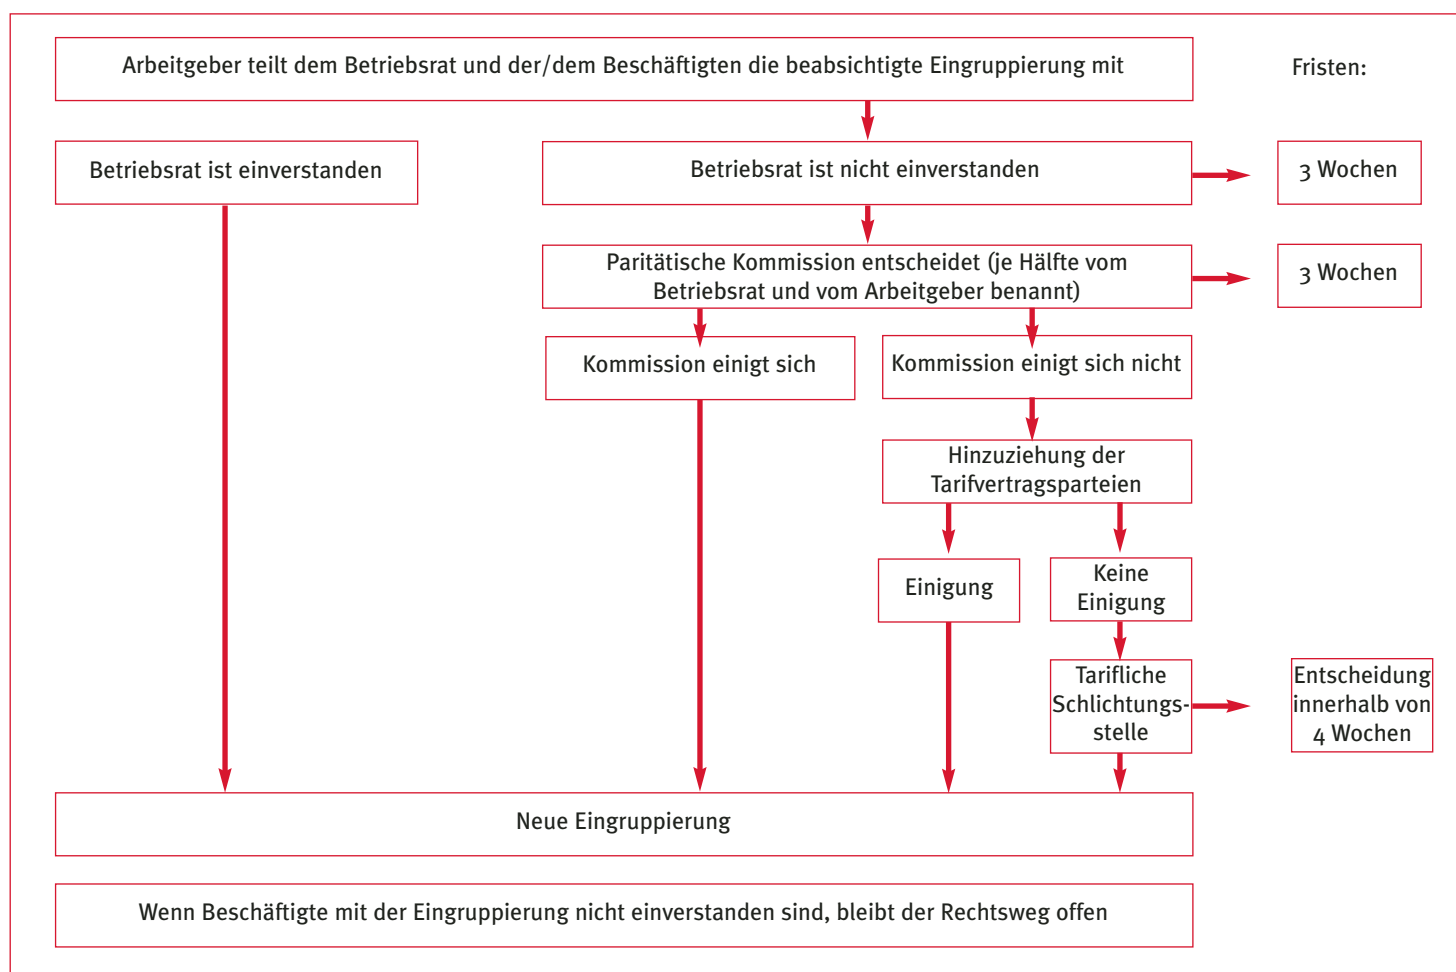 Arbeitgeber teilt dem Betriebsrat und der/dem Beschäftigten die beabsichtigte Eingruppierung mit
Fristen:
Betriebsrat ist einverstanden
Betriebsrat ist nicht einverstanden
3 Wochen
Paritätische Kommission entscheidet (je Hälfte vom
Betriebsrat und vom Arbeitgeber benannt)
3 Wochen
Kommission einigt sich
Kommission einigt sich nicht
Hinzuziehung der
Tarifvertragsparteien
Einigung
Keine
Einigung
Tarifliche
Schlichtungs-
stelle
Entscheidung
innerhalb von
4 Wochen
Neue Eingruppierung
Wenn Beschäftigte mit der Eingruppierung nicht einverstanden sind, bleibt der Rechtsweg offen